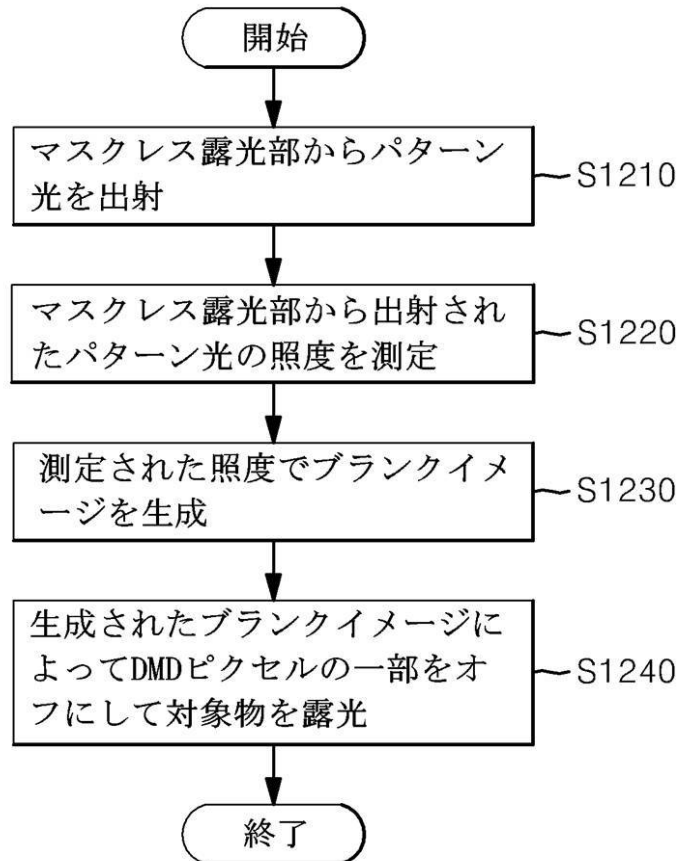 開始
マスクレス露光部からパターン
光を出射
S1210
マスクレス露光部から出射され
たパターン光の照度を測定
S1220
測定された照度でブランクイメ
ージを生成
S1230
生成されたブランクイメージに
よってDMDピクセルの一部をオ
フにして対象物を露光
S1240
終了